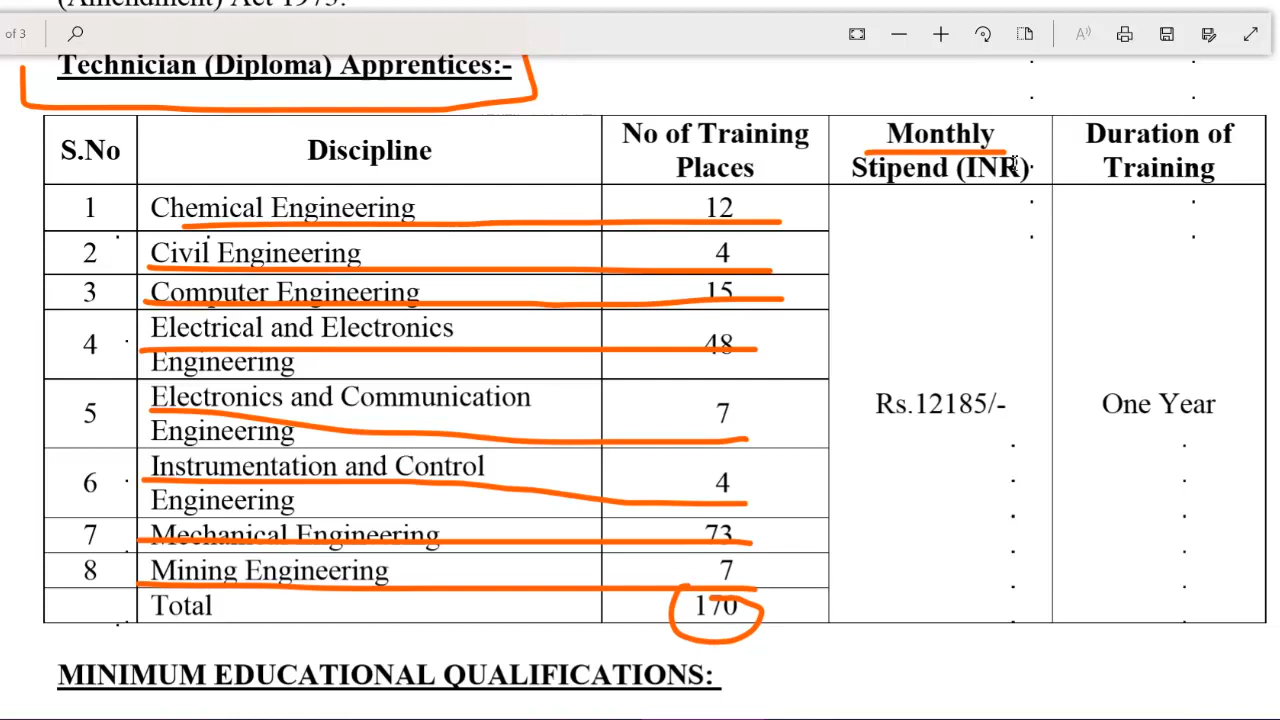 (Amendment) Act 1973.
of 3
Technician (Diploma) Apprentices:-
S.No Discipline No of Training Places Monthly Stipend (INR) Duration of Training
1 Chemical Engineering 12
2 Civil Engineering 4
3 Computer Engineering 15
4 Electrical and Electronics Engineering 48
5 Electronics and Communication Engineering 7
Rs.12185/- One Year
6 Instrumentation and Control Engineering 4
7 Mechanical Engineering 73
8 Mining Engineering 7
Total 170
MINIMUM EDUCATIONAL QUALIFICATIONS: